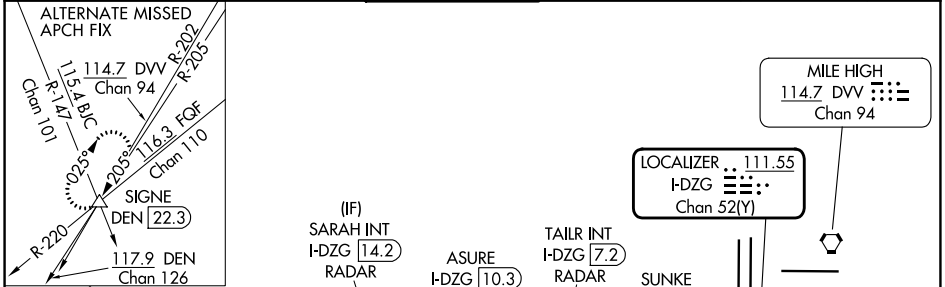 ALTERNATE MISSED
APCH FIX
R-202
R-205
114.7 DVV
Chan 94
115.4 BJC
R-147
Chan 101
116.3 FQF
Chan 110
025°
205°
SIGNE
DEN 22.3
R-220
117.9 DEN
Chan 126
(IF)
SARAH INT
I-DZG 14.2
RADAR
ASURE
I-DZG 10.3
TAILR INT
I-DZG 7.2
RADAR
SUNKE
LOCALIZER 111.55
I-DZG
Chan 52(Y)
MILE HIGH
114.7 DVV
Chan 94